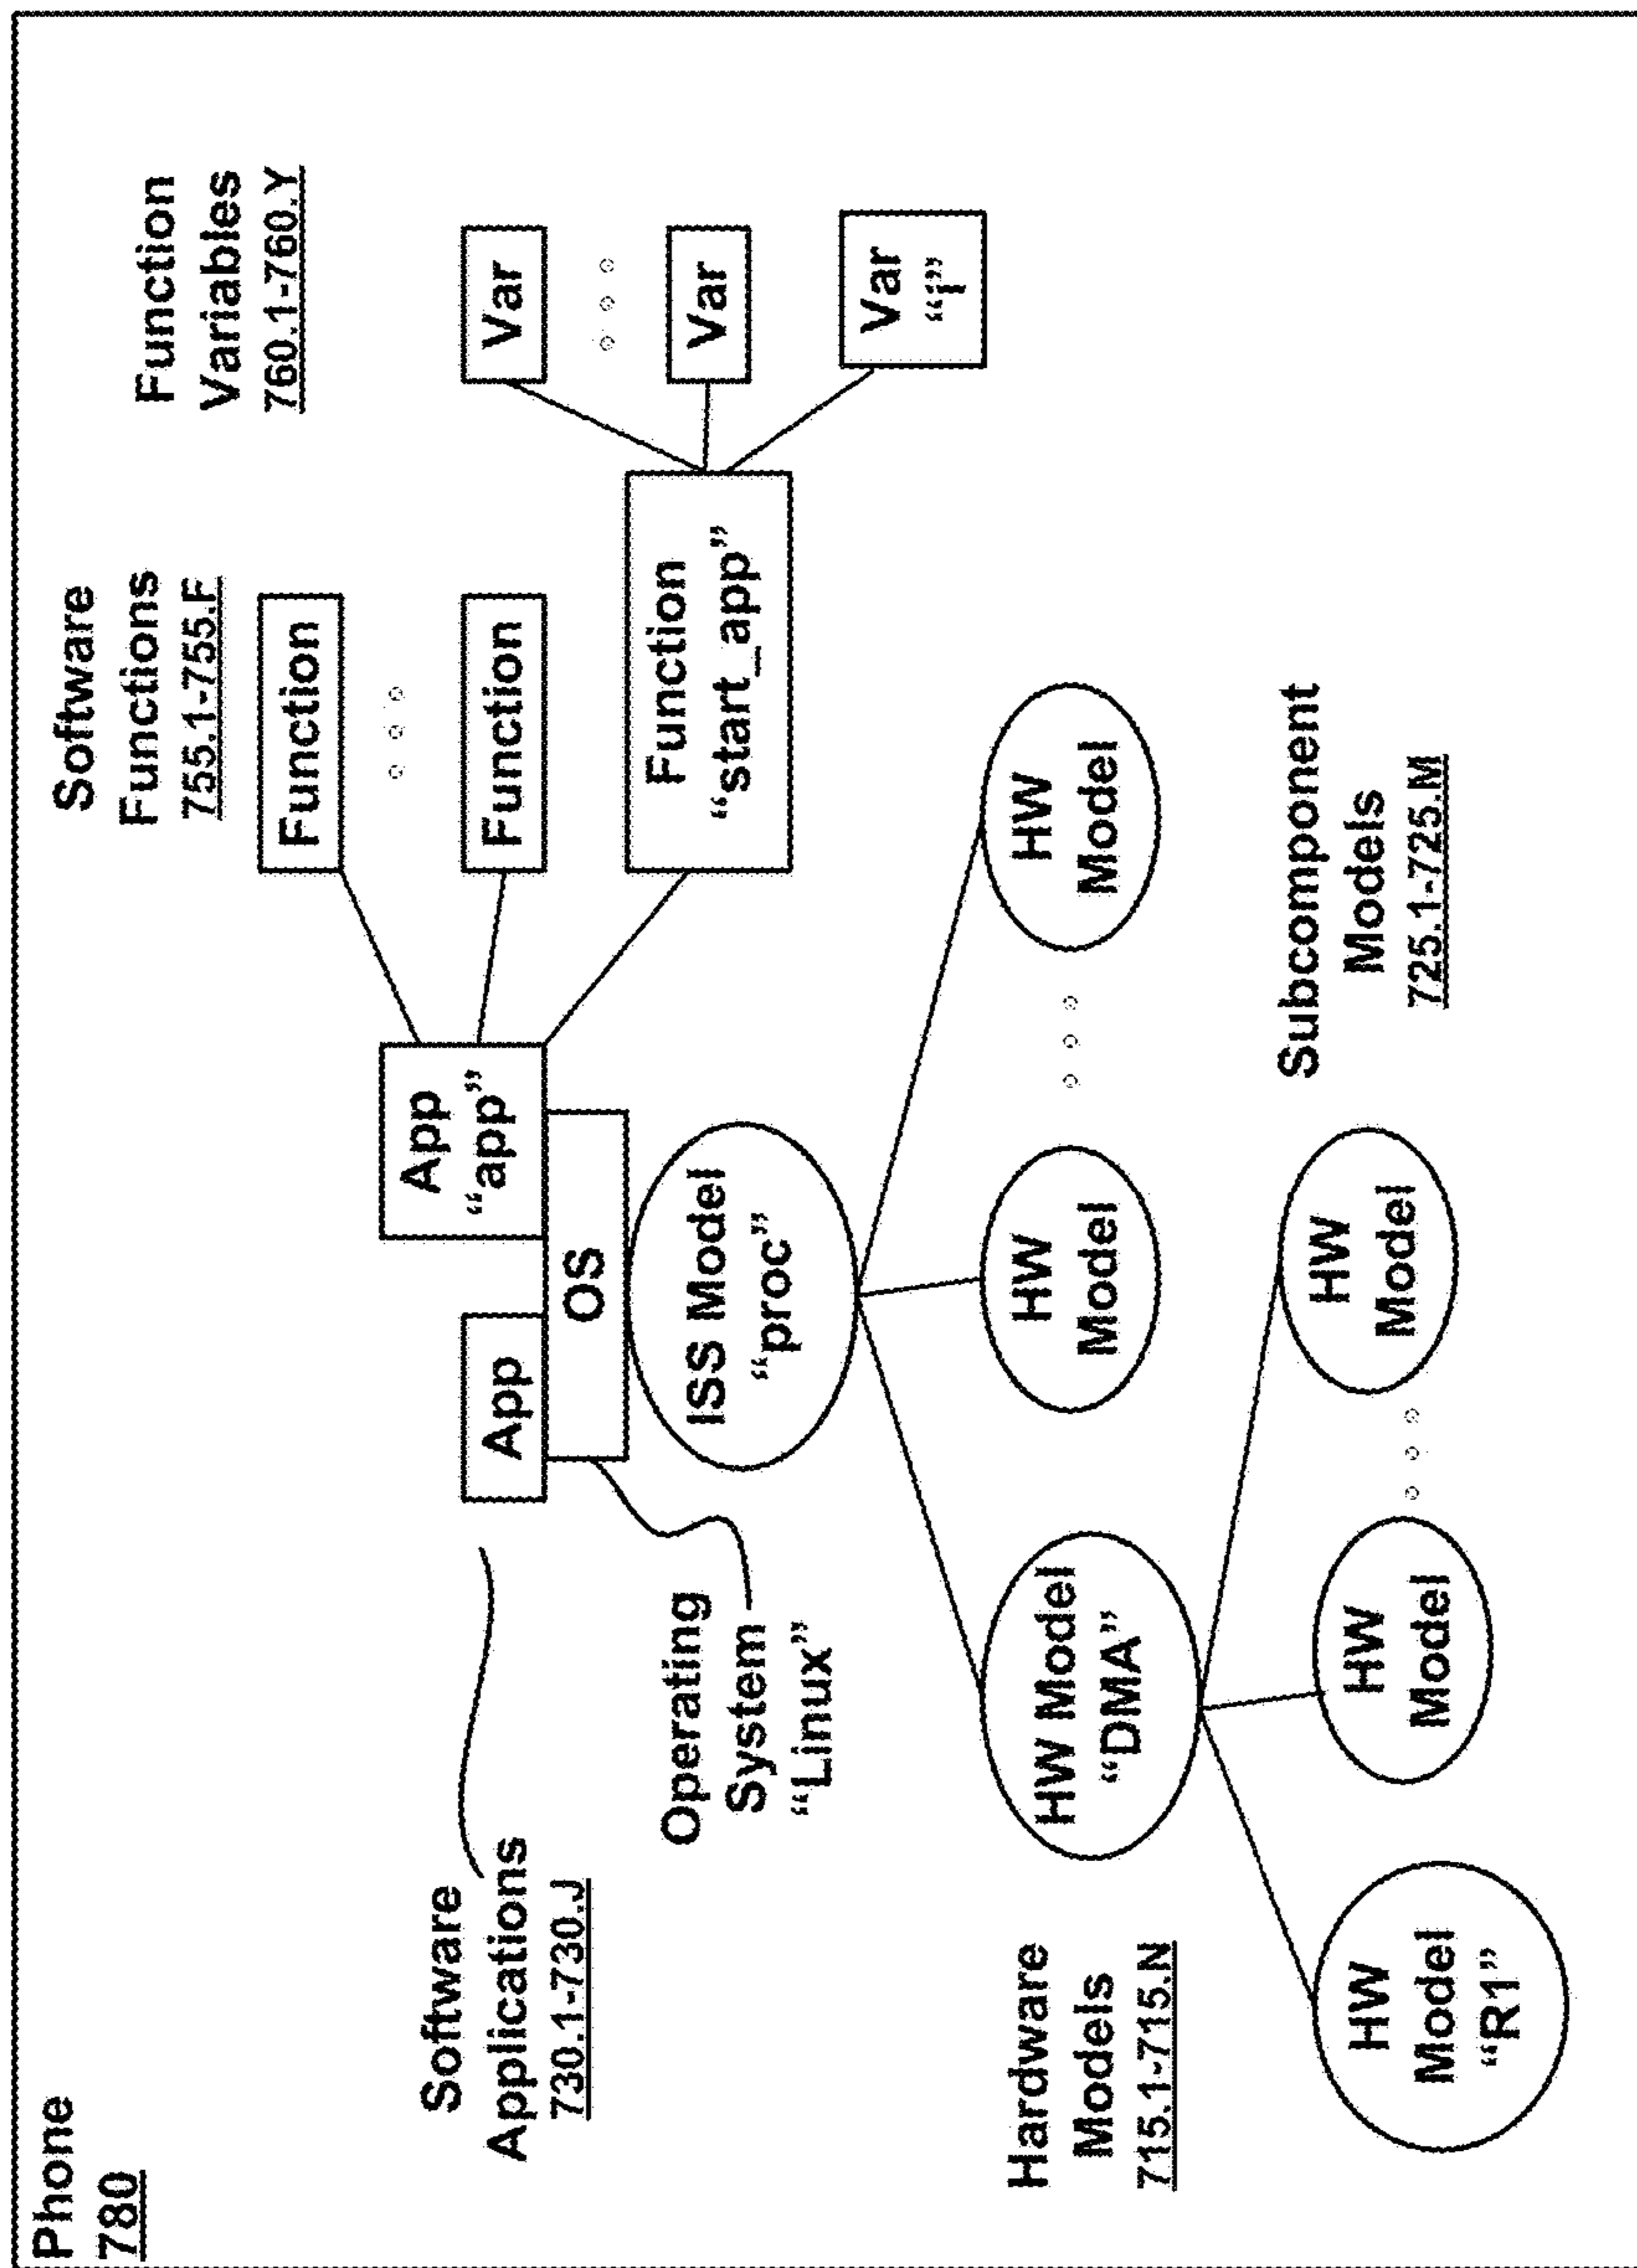 Phone
780
Software
Functions
755.1-755.F
Function
Variables
760.1-760.Y
Function
Function
Software
Applications
730.1-730.J
App
App
“app”
Function
“start_app”
Var
Var
Var
“i”
OS
Operating
System
“Linux”
ISS Model
“proc”
Hardware
Models
715.1-715.N
HW Model
“DMA”
HW
Model
HW
Model
HW
Model
“R1”
HW
Model
HW
Model
Subcomponent
Models
725.1-725.M